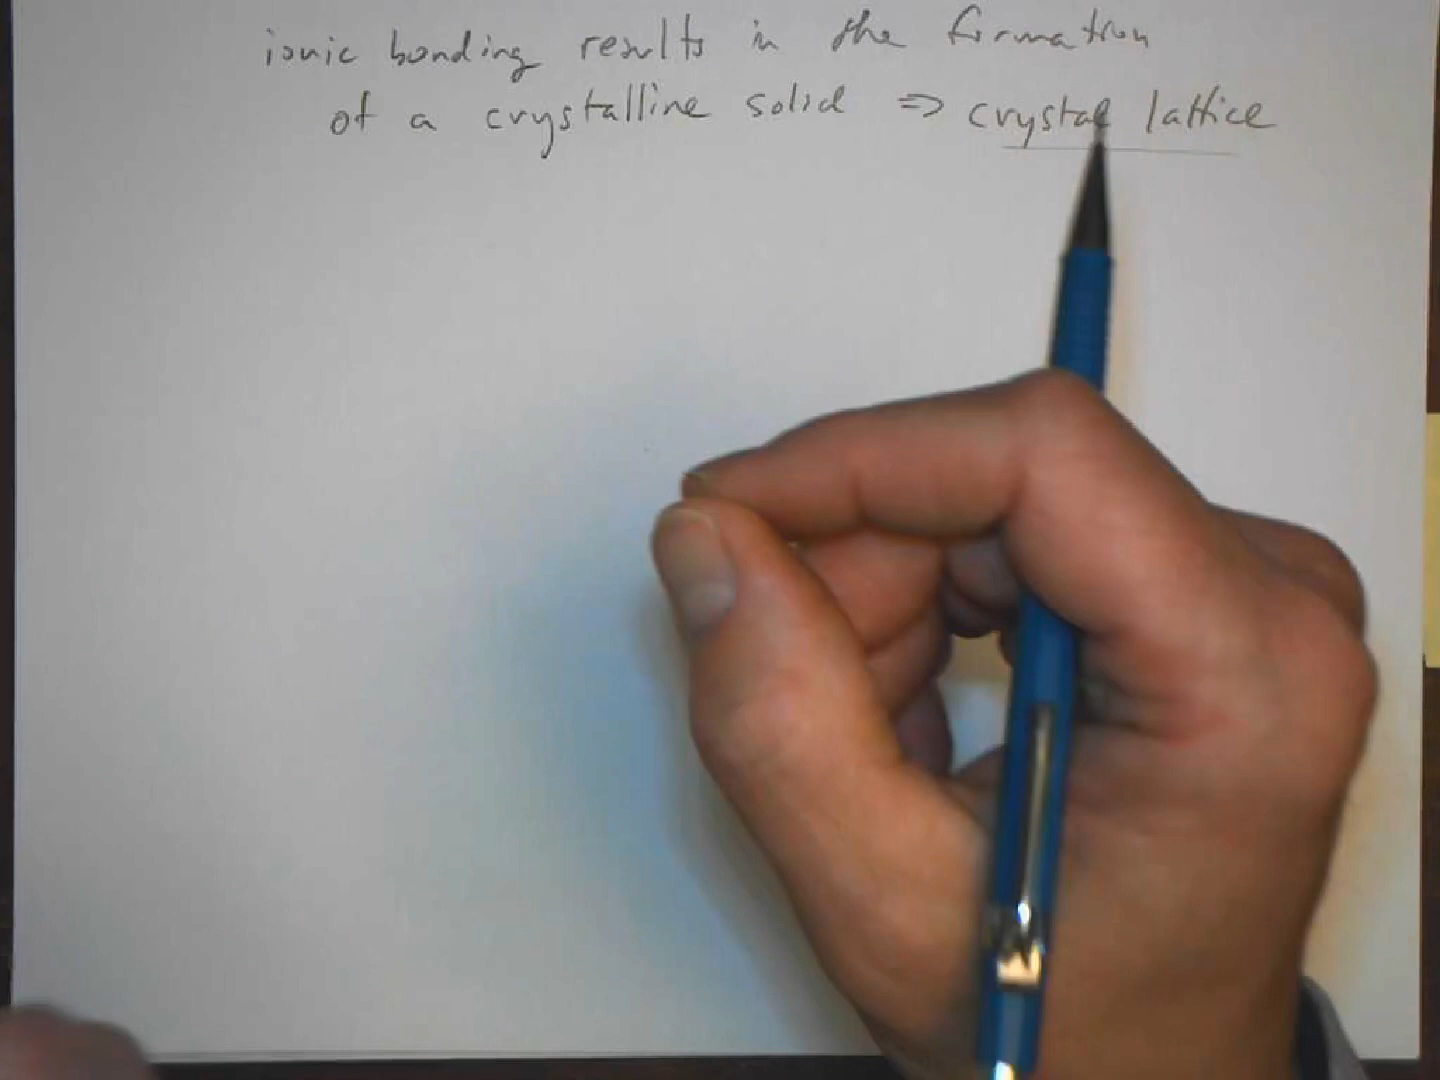 ionic bonding results in the formation
of a crystalline solid ⇒ crystal lattice